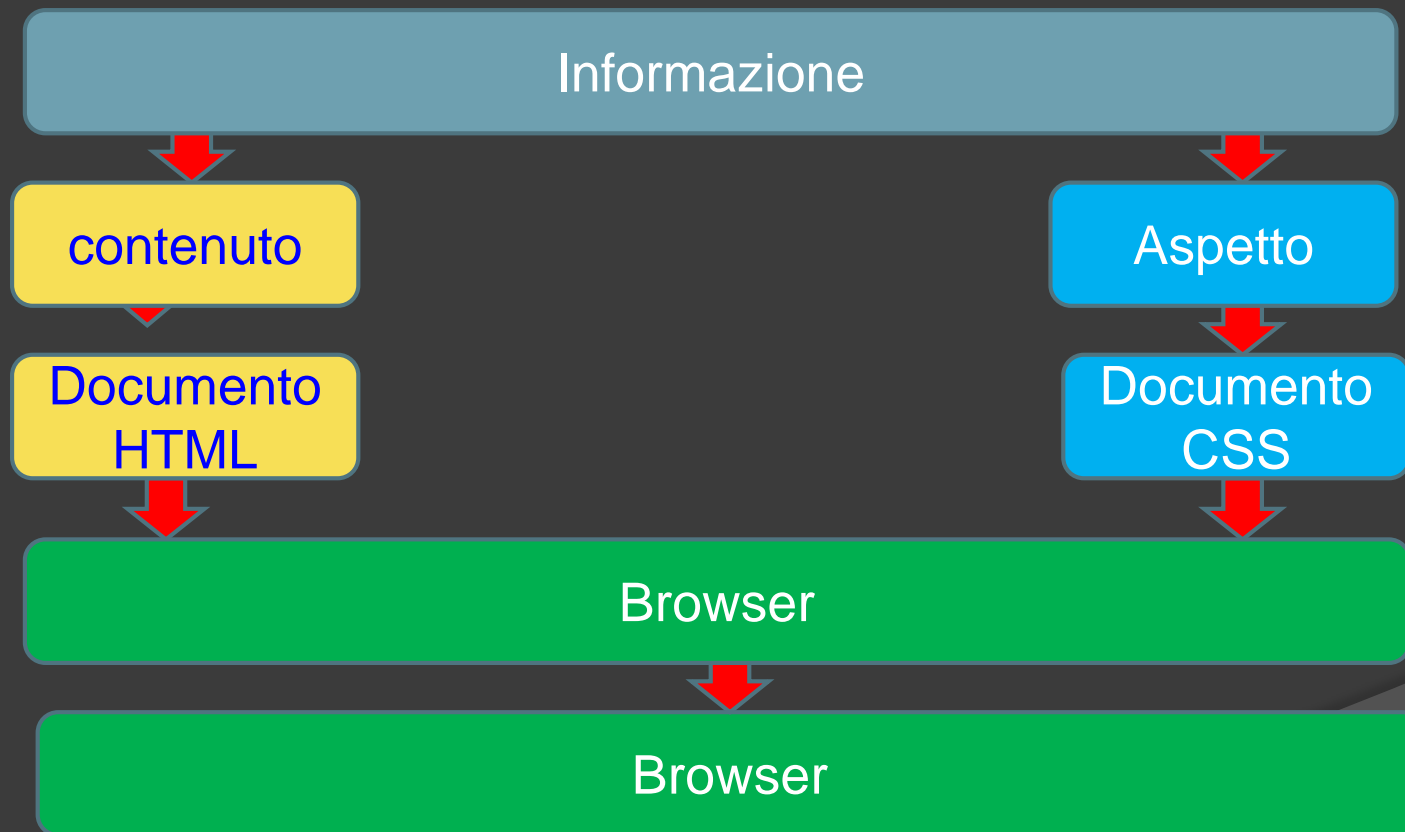 Informazione
contenuto
Aspetto
Documento
HTML
Documento
CSS
Browser
Browser